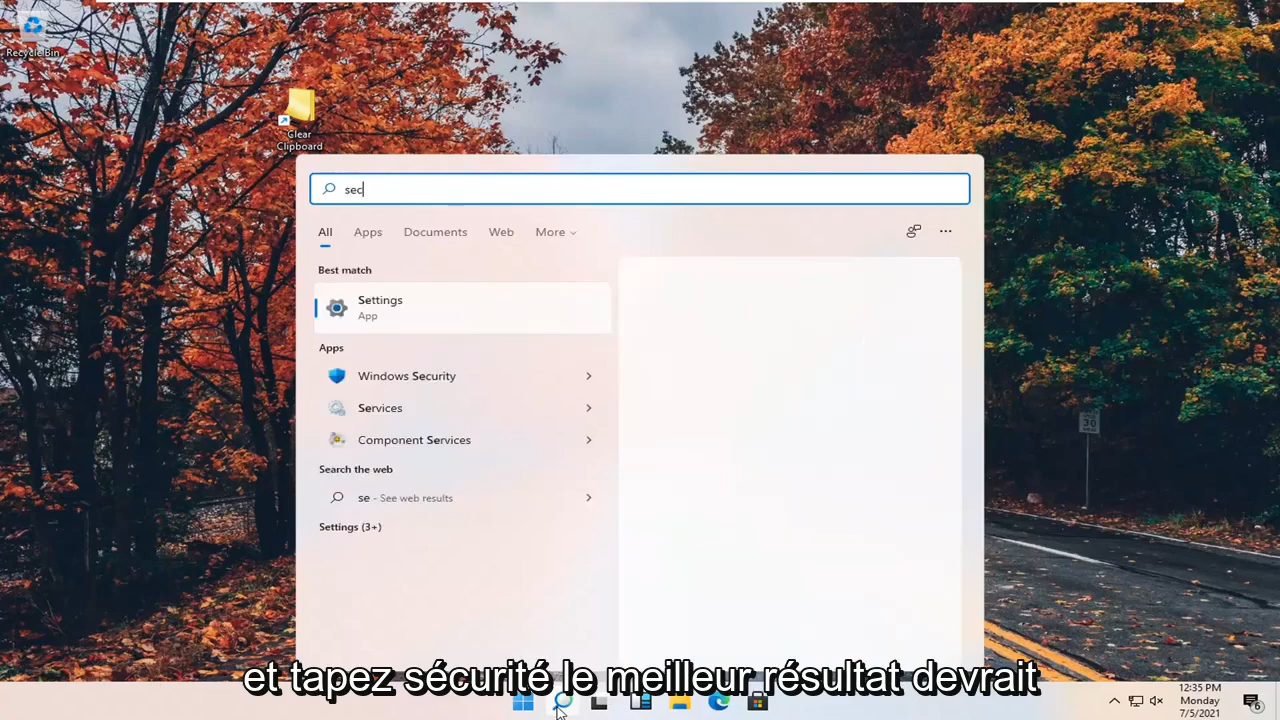 Recycle Bin
Clear
Clipboard
sec
All Apps Documents Web More
Best match
Settings
App
Apps
Windows Security
Services
Component Services
Search the web
se - See web results
Settings (3+)
30
et tapez sécurité le meilleur résultat devrait
12:35 PM
Monday
7/5/2021
6